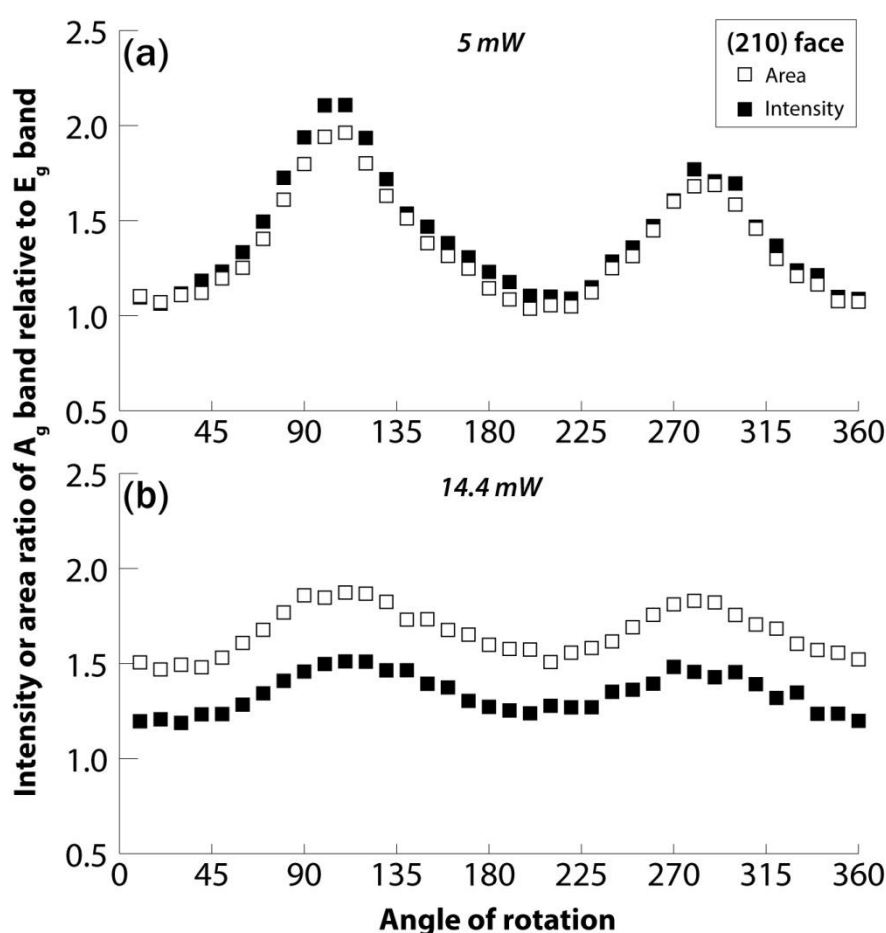 2.5
(a)
5 mW
(210) face
Area
Intensity
2.0
1.5
1.0
0.5
0 45 90 135 180 225 270 315 360
2.5
(b)
14.4 mW
2.0
1.5
1.0
0.5
0 45 90 135 180 225 270 315 360
Angle of rotation
Intensity or area ratio of Ag band relative to Eg band